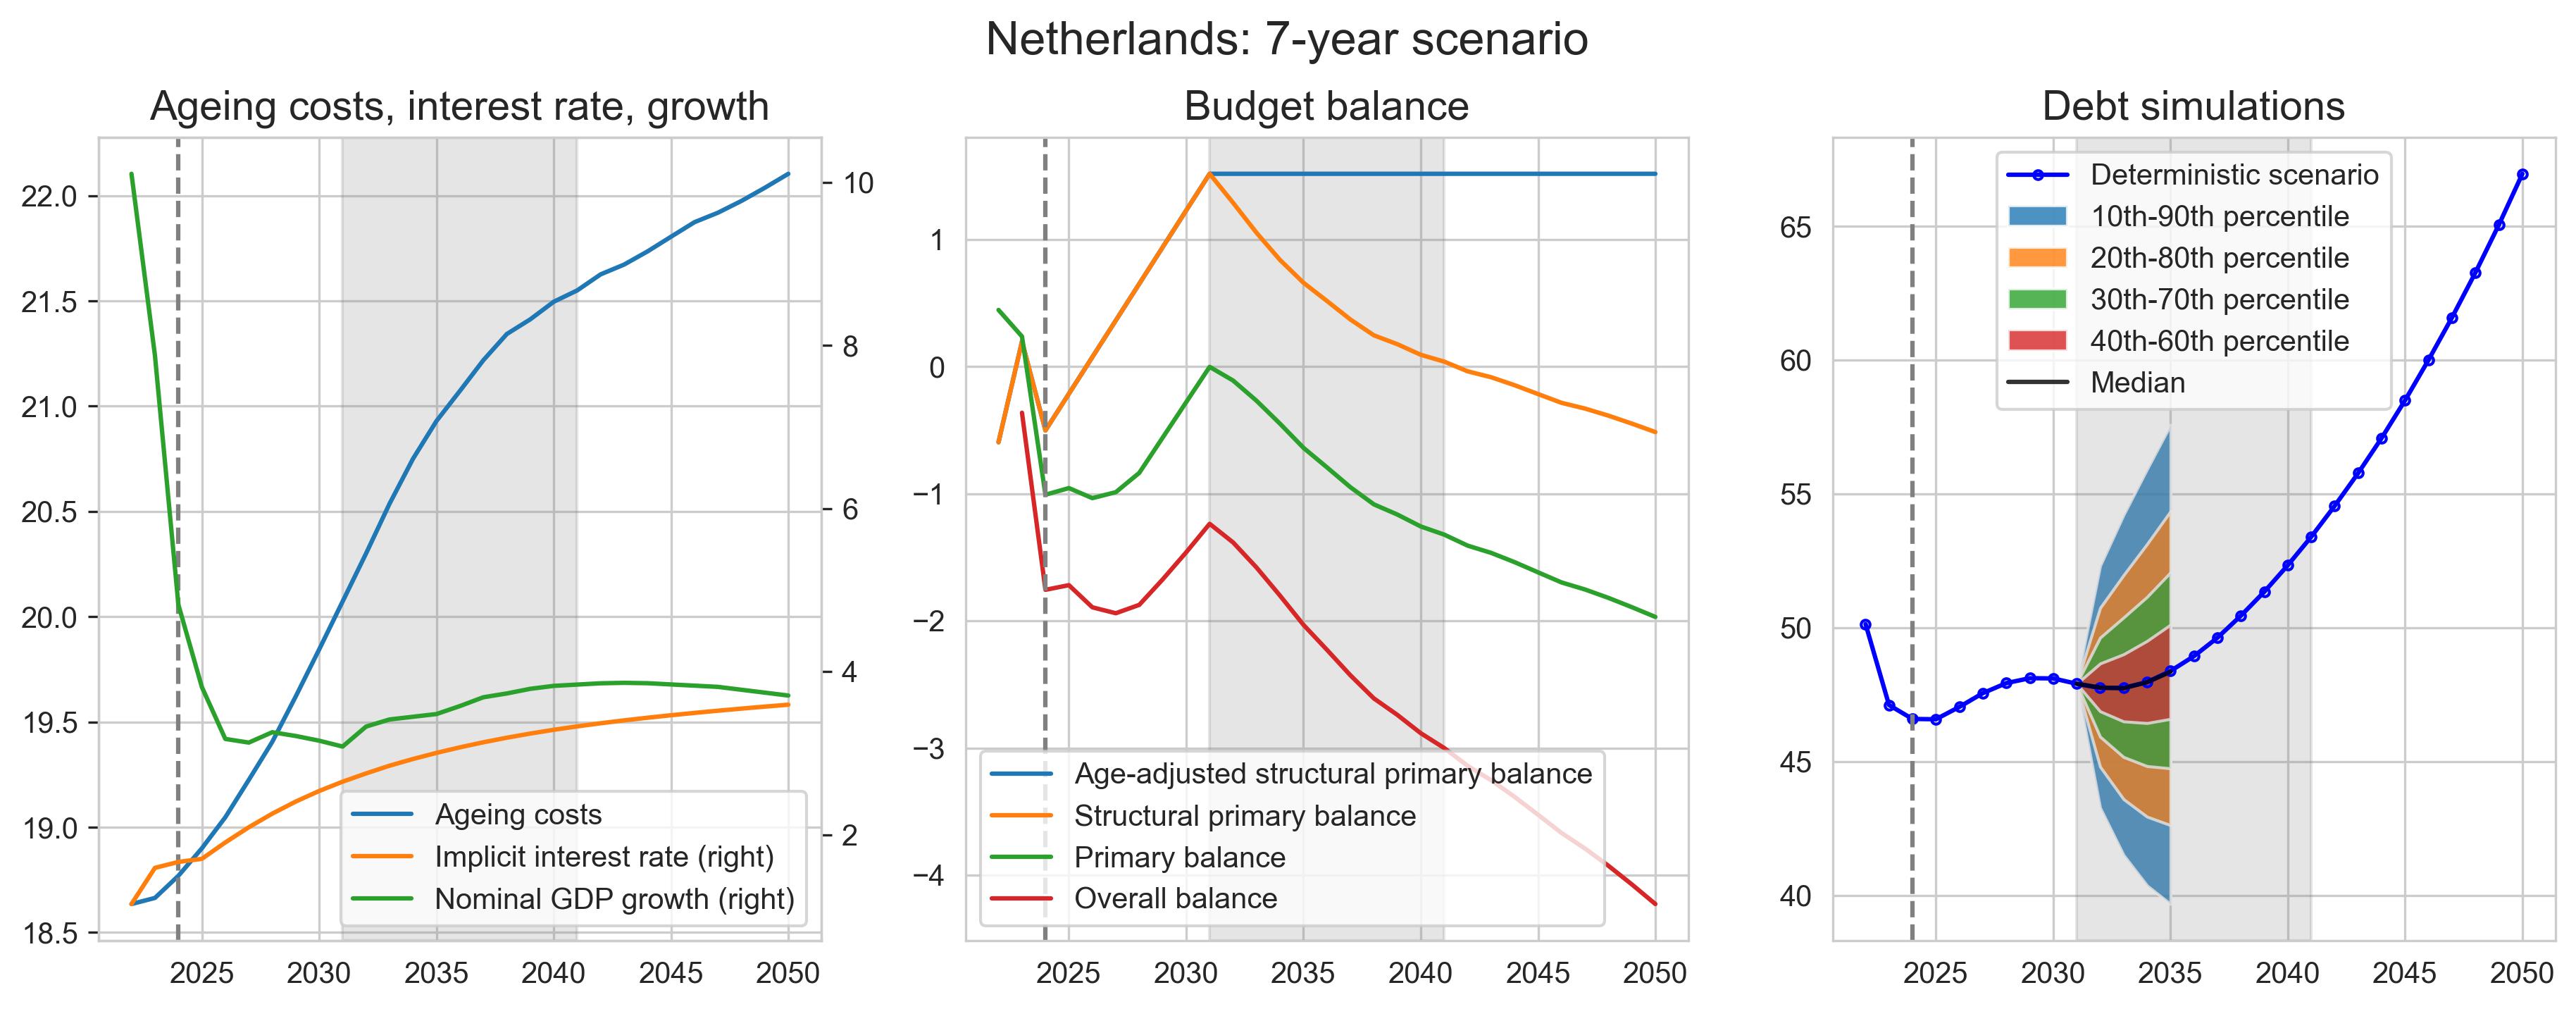 Netherlands: 7-year scenario
Ageing costs, interest rate, growth
22.0
21.5
21.0
20.5
20.0
19.5
19.0
18.5
10
8
6
4
2
Ageing costs
Implicit interest rate (right)
Nominal GDP growth (right)
2025 2030 2035 2040 2045 2050
Budget balance
1
0
−1
−2
−3
−4
Age-adjusted structural primary balance
Structural primary balance
Primary balance
Overall balance
2025 2030 2035 2040 2045 2050
Debt simulations
65
60
55
50
45
40
Deterministic scenario
10th-90th percentile
20th-80th percentile
30th-70th percentile
40th-60th percentile
Median
2025 2030 2035 2040 2045 2050